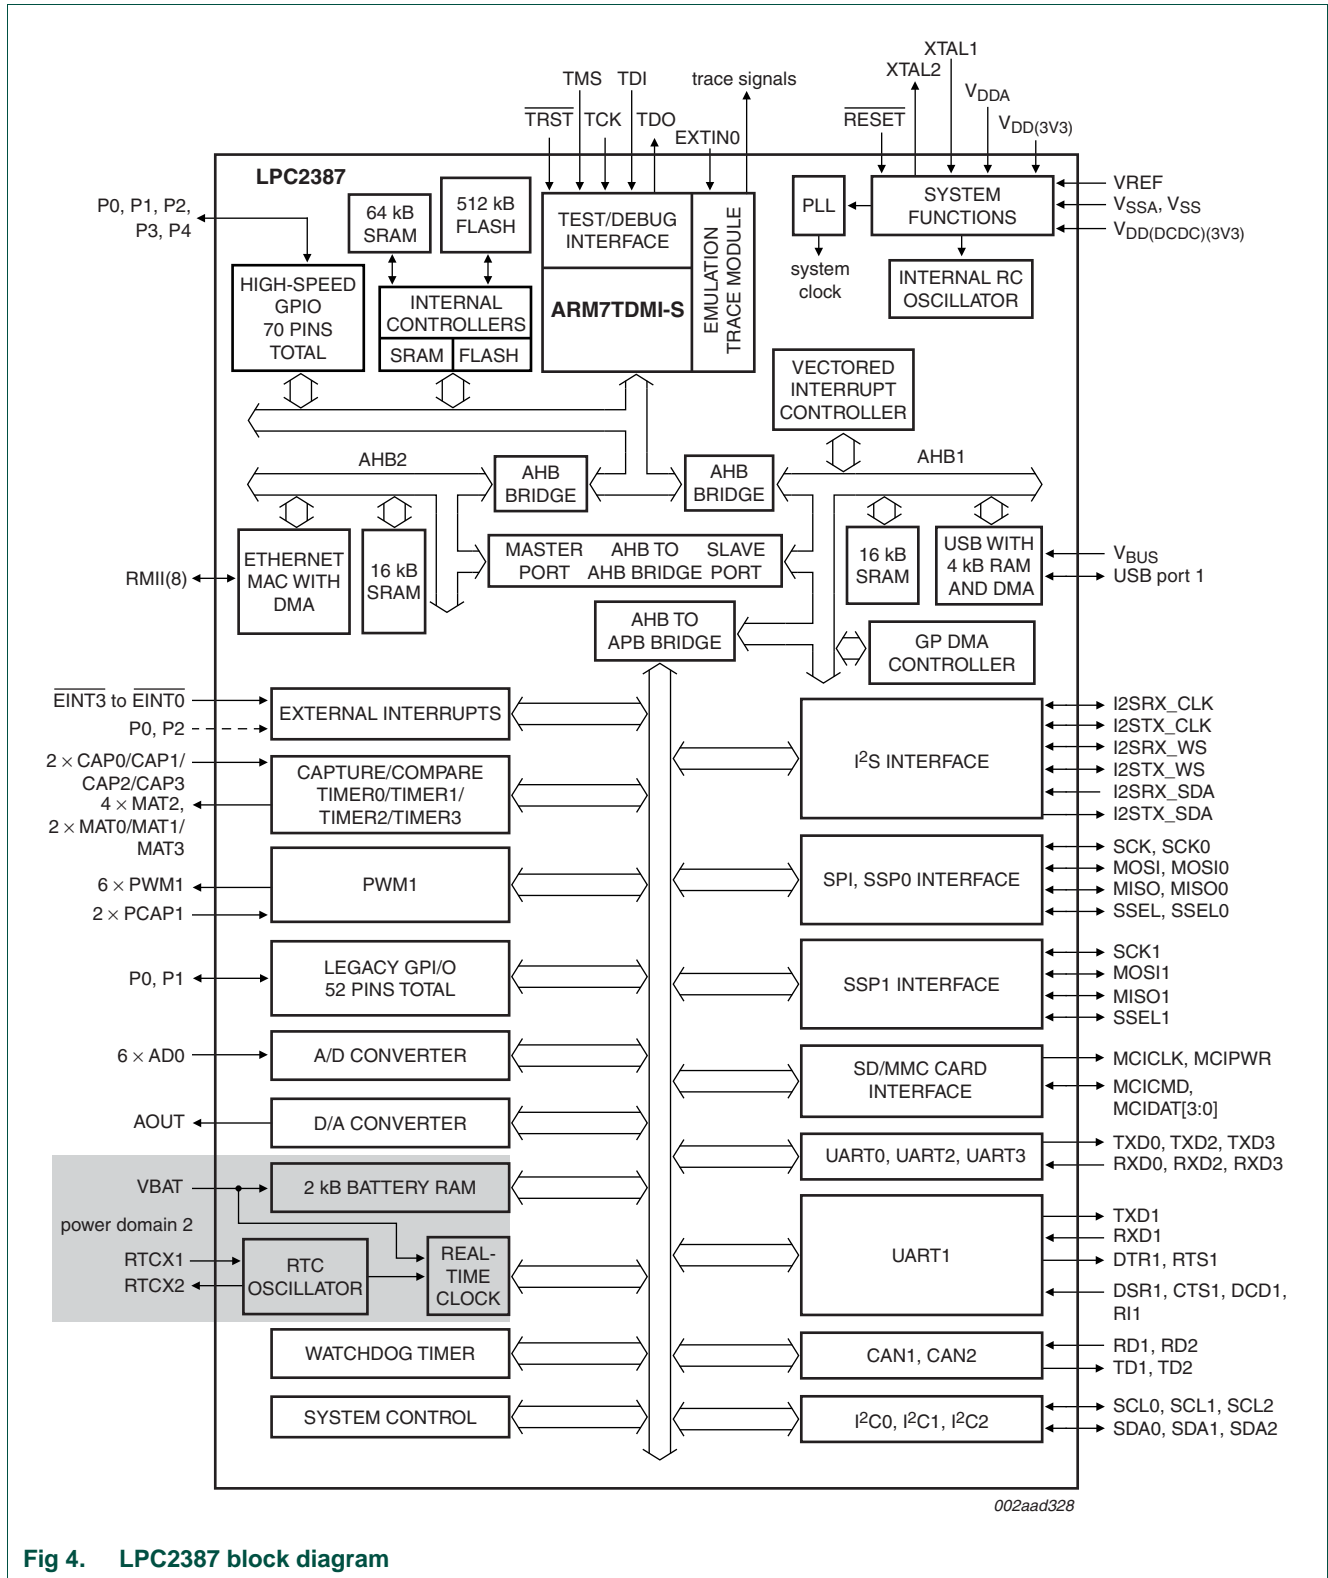 XTAL1
XTAL2
TMS TDI trace signals
VDDA
TRST TCK TDO
RESET
VDD(3V3)
EXTIN0
LPC2387
P0, P1, P2,
P3, P4
64 kB
SRAM
512 kB
FLASH
TEST/DEBUG
INTERFACE
EMULATION
TRACE MODULE
PLL
SYSTEM
FUNCTIONS
VREF
VSSA, VSS
VDD(DCDC)(3V3)
system
clock
HIGH-SPEED
GPIO
70 PINS
TOTAL
INTERNAL
CONTROLLERS
SRAM FLASH
ARM7TDMI-S
INTERNAL RC
OSCILLATOR
VECTORED
INTERRUPT
CONTROLLER
AHB2
AHB
BRIDGE
AHB
BRIDGE
AHB1
RMII(8)
ETHERNET
MAC WITH
DMA
16 kB
SRAM
MASTER
PORT
AHB TO
AHB BRIDGE
SLAVE
PORT
16 kB
SRAM
USB WITH
4 kB RAM
AND DMA
VBUS
USB port 1
AHB TO
APB BRIDGE
GP DMA
CONTROLLER
EINT3 to EINT0
P0, P2
EXTERNAL INTERRUPTS
2 × CAP0/CAP1/
CAP2/CAP3
4 × MAT2,
2 × MAT0/MAT1/
MAT3
CAPTURE/COMPARE
TIMER0/TIMER1/
TIMER2/TIMER3
6 × PWM1
2 × PCAP1
PWM1
P0, P1
LEGACY GPI/O
52 PINS TOTAL
6 × AD0
A/D CONVERTER
AOUT
D/A CONVERTER
VBAT
2 kB BATTERY RAM
power domain 2
RTCX1
RTCX2
RTC
OSCILLATOR
REAL-
TIME
CLOCK
WATCHDOG TIMER
SYSTEM CONTROL
I2S INTERFACE
I2SRX_CLK
I2STX_CLK
I2SRX_WS
I2STX_WS
I2SRX_SDA
I2STX_SDA
SPI, SSP0 INTERFACE
SCK, SCK0
MOSI, MOSI0
MISO, MISO0
SSEL, SSEL0
SSP1 INTERFACE
SCK1
MOSI1
MISO1
SSEL1
SD/MMC CARD
INTERFACE
MCICLK, MCIPWR
MCICMD,
MCIDAT[3:0]
UART0, UART2, UART3
TXD0, TXD2, TXD3
RXD0, RXD2, RXD3
UART1
TXD1
RXD1
DTR1, RTS1
DSR1, CTS1, DCD1,
RI1
CAN1, CAN2
RD1, RD2
TD1, TD2
I2C0, I2C1, I2C2
SCL0, SCL1, SCL2
SDA0, SDA1, SDA2
002aad328
Fig 4. LPC2387 block diagram